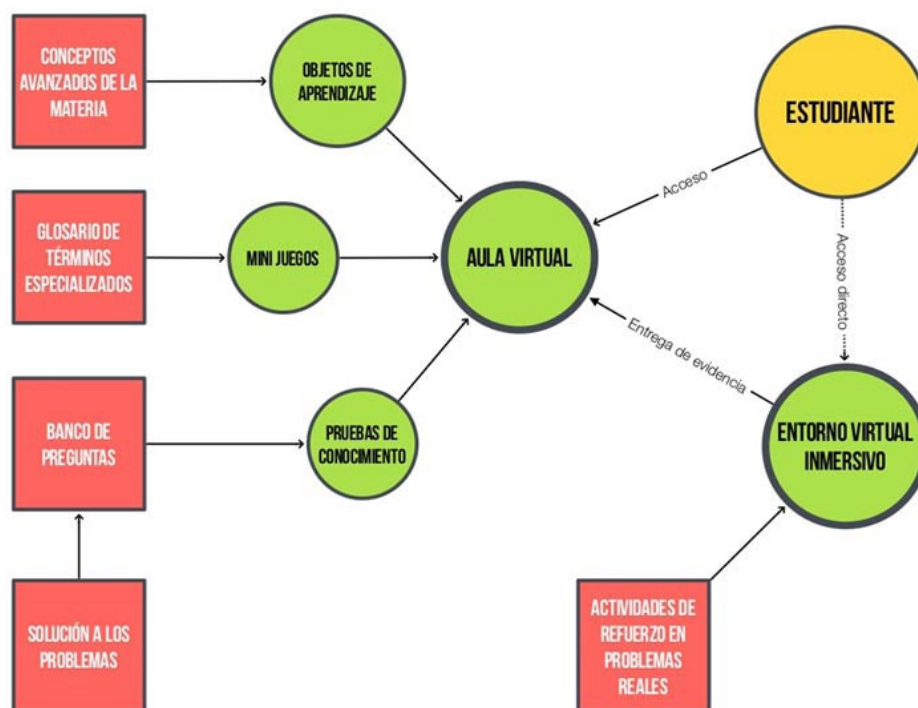 CONCEPTOS
AVANZADOS DE LA
MATERIA
OBJETOS DE
APRENDIZAJE
ESTUDIANTE
Acceso
GLOSARIO DE
TÉRMINOS
ESPECIALIZADOS
MINI JUEGOS
AULA VIRTUAL
Acceso directo
Entrega de evidencia
BANCO DE
PREGUNTAS
PRUEBAS DE
CONOCIMIENTO
ENTORNO VIRTUAL
INMERSIVO
SOLUCIÓN A LOS
PROBLEMAS
ACTIVIDADES DE
REFUERZO EN
PROBLEMAS
REALES